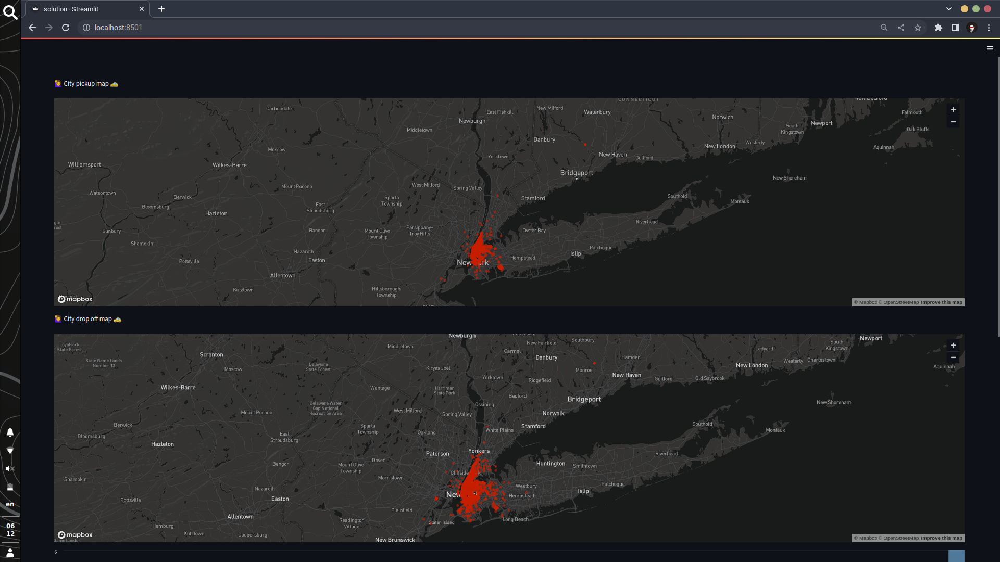 solution · Streamlit
localhost:8501
City pickup map
CONNECTICUT
New Bedford
Carbondale
East Fishkill
New Milford
Waterbury
Falmouth
Newburgh
Norwich
Newport
Middletown
South
Kingstown
Oak Bluffs
Danbury
Westerly
Moscow
New London
Aquinnah
Yorktown
New Haven
Guilford
Williamsport
Wilkes-Barre
Bridgeport
New Shoreham
Mount Pocono
West Milford
Spring Valley
Watsontown
Berwick
Sparta
Township
Stamford
Southold
Montauk
Bloomsburg
East
Stroudsburg
Hazleton
Riverhead
Sunbury
Bangor
Mount Olive
Township
Parsippany-
Troy Hills
Oyster Bay
Shamokin
Patchogue
Nazareth
Islip
Pottsville
Easton
Hempstead
New York
Allentown
Kutztown
Hillsborough
Township
mapbox
© Mapbox © OpenStreetMap Improve this map
City drop off map
Newburgh
Loyalsock
State Forest
Middletown
New Fairfield
Southbury
South
Kingstown
Newport
Scranton
Carmel
Danbury
Hamden
Ledyard
State Game Lands
Number 13
Westerly
Charlestown
Moscow
Delaware
State Forest
Kiryas Joel
Monroe
New London
Aquinnah
New Haven
Guilford
Old Saybrook
Yorktown
Ridgefield
Wilkes-Barre
Wantage
Harriman
State Park
Bedford
Bridgeport
New Shoreham
Ossining
Delaware Water
Gap National
Recreation Area
Mount Pocono
West Milford
Spring Valley
Norwalk
Berwick
Sparta
Township
Oakland
White Plains
Stamford
Southold
Montauk
Bloomsburg
East
Stroudsburg
Hazleton
Paterson
Yonkers
Riverhead
Bangor
Mount Olive
Township
Dover
Huntington
Smithtown
Shamokin
Morristown
Cliffside
Patchogue
Nazareth
Westbury
Islip
Pottsville
Easton
New
Hempstead
Plainfield
Allentown
Readington
Village
Staten Island
Long Beach
Hamburg
Kutztown
Coopersburg
New Brunswick
mapbox
Game Lands
© Mapbox © OpenStreetMap Improve this map
6
en
06
12